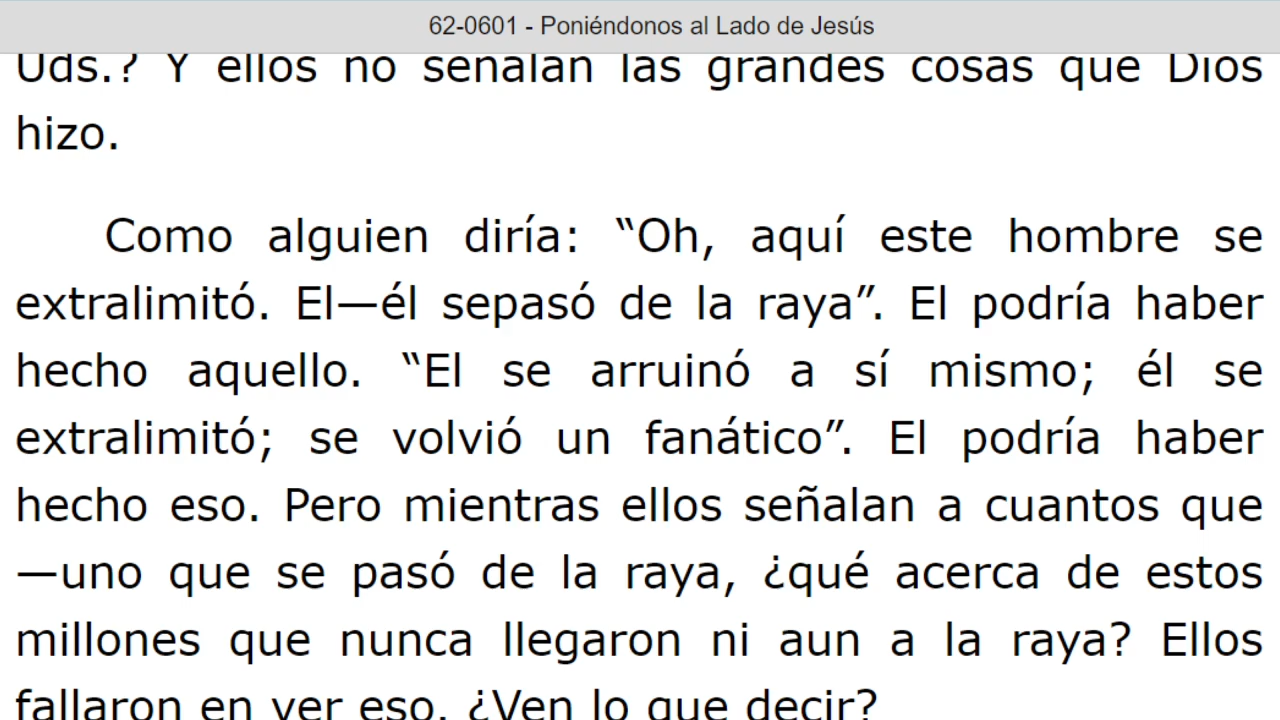 62-0601 - Poniéndonos al Lado de Jesús
Uds.? Y ellos no señalan las grandes cosas que Dios
hizo.
Como alguien diría: “Oh, aquí este hombre se
extralimitó. El—él sepasó de la raya”. El podría haber
hecho aquello. “El se arruinó a sí mismo; él se
extralimitó; se volvió un fanático”. El podría haber
hecho eso. Pero mientras ellos señalan a cuantos que
—uno que se pasó de la raya, ¿qué acerca de estos
millones que nunca llegaron ni aun a la raya? Ellos
fallaron en ver eso. ¿Ven lo que decir?